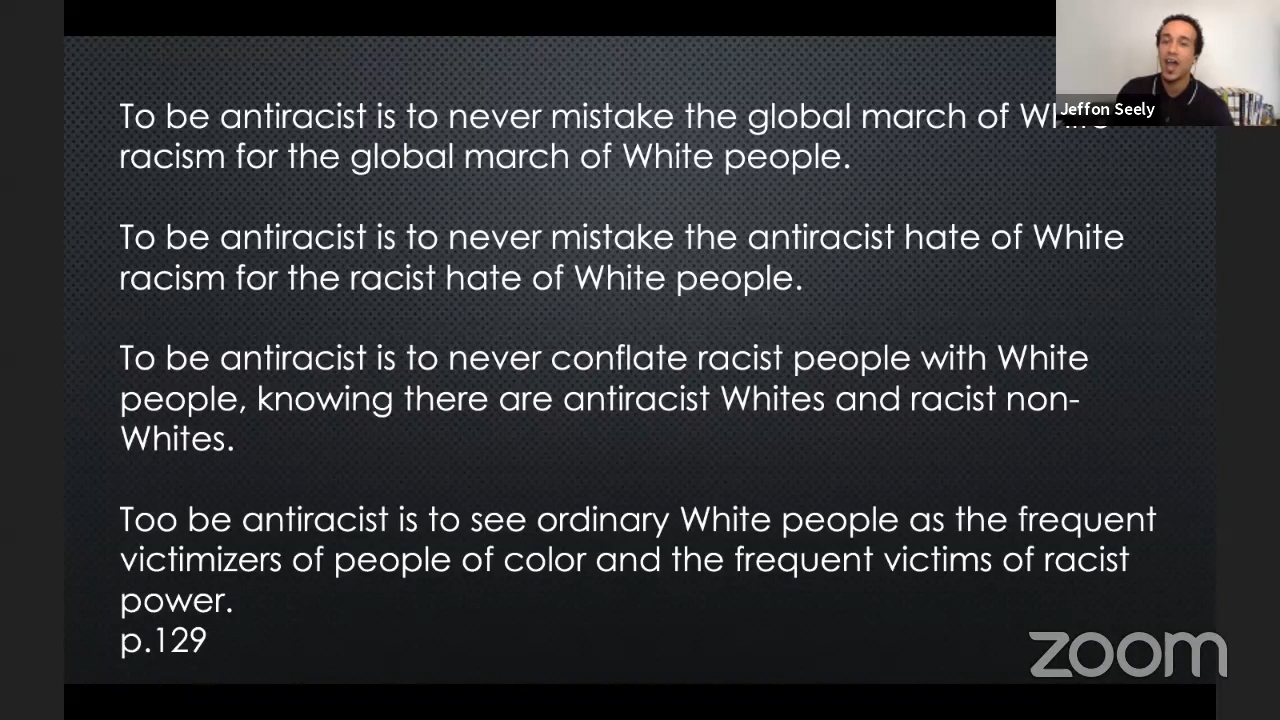 To be antiracist is to never mistake the global march of White
racism for the global march of White people.
To be antiracist is to never mistake the antiracist hate of White
racism for the racist hate of White people.
To be antiracist is to never conflate racist people with White
people, knowing there are antiracist Whites and racist non-
Whites.
Too be antiracist is to see ordinary White people as the frequent
victimizers of people of color and the frequent victims of racist
power.
p.129
Jeffon Seely
zoom